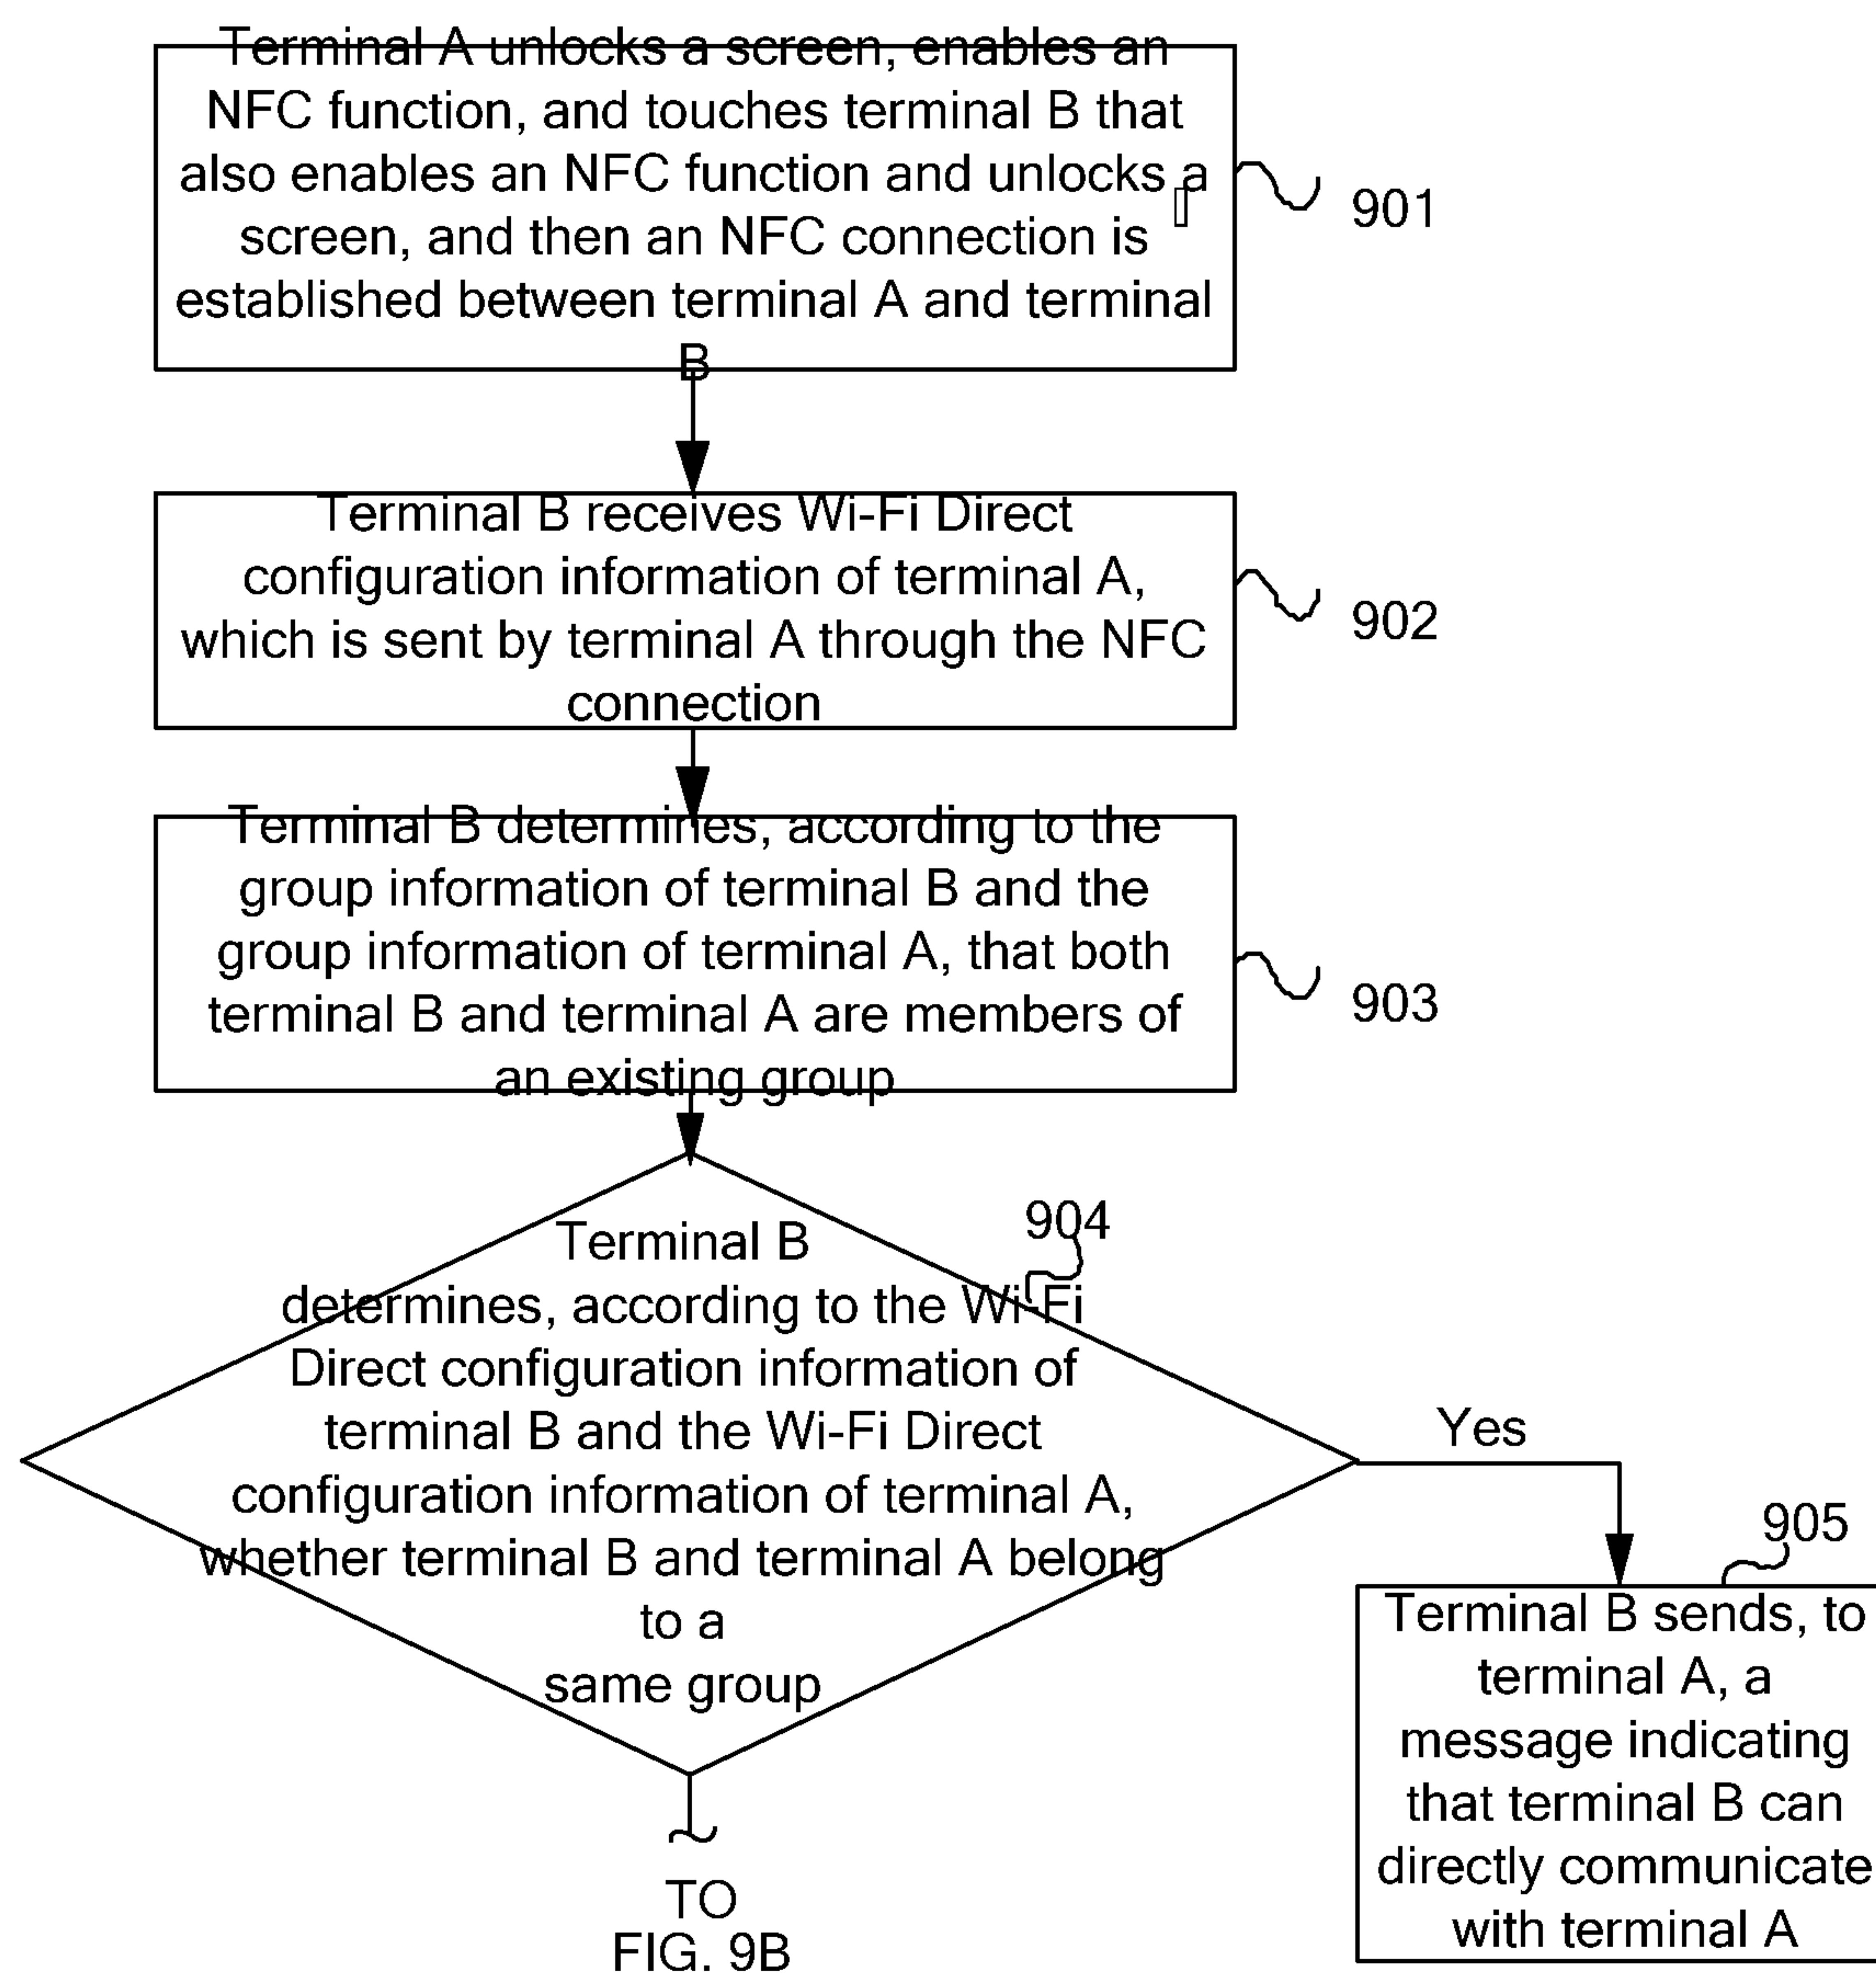 Terminal A unlocks a screen, enables an
NFC function, and touches terminal B that
also enables an NFC function and unlocks a
screen, and then an NFC connection is
established between terminal A and terminal
B
901
Terminal B receives Wi-Fi Direct
configuration information of terminal A,
which is sent by terminal A through the NFC
connection
902
Terminal B determines, according to the
group information of terminal B and the
group information of terminal A, that both
terminal B and terminal A are members of
an existing group
903
904
Terminal B
determines, according to the Wi-Fi
Direct configuration information of
terminal B and the Wi-Fi Direct
configuration information of terminal A,
whether terminal B and terminal A belong
to a
same group
Yes
905
Terminal B sends, to
terminal A, a
message indicating
that terminal B can
directly communicate
with terminal A
TO
FIG. 9B